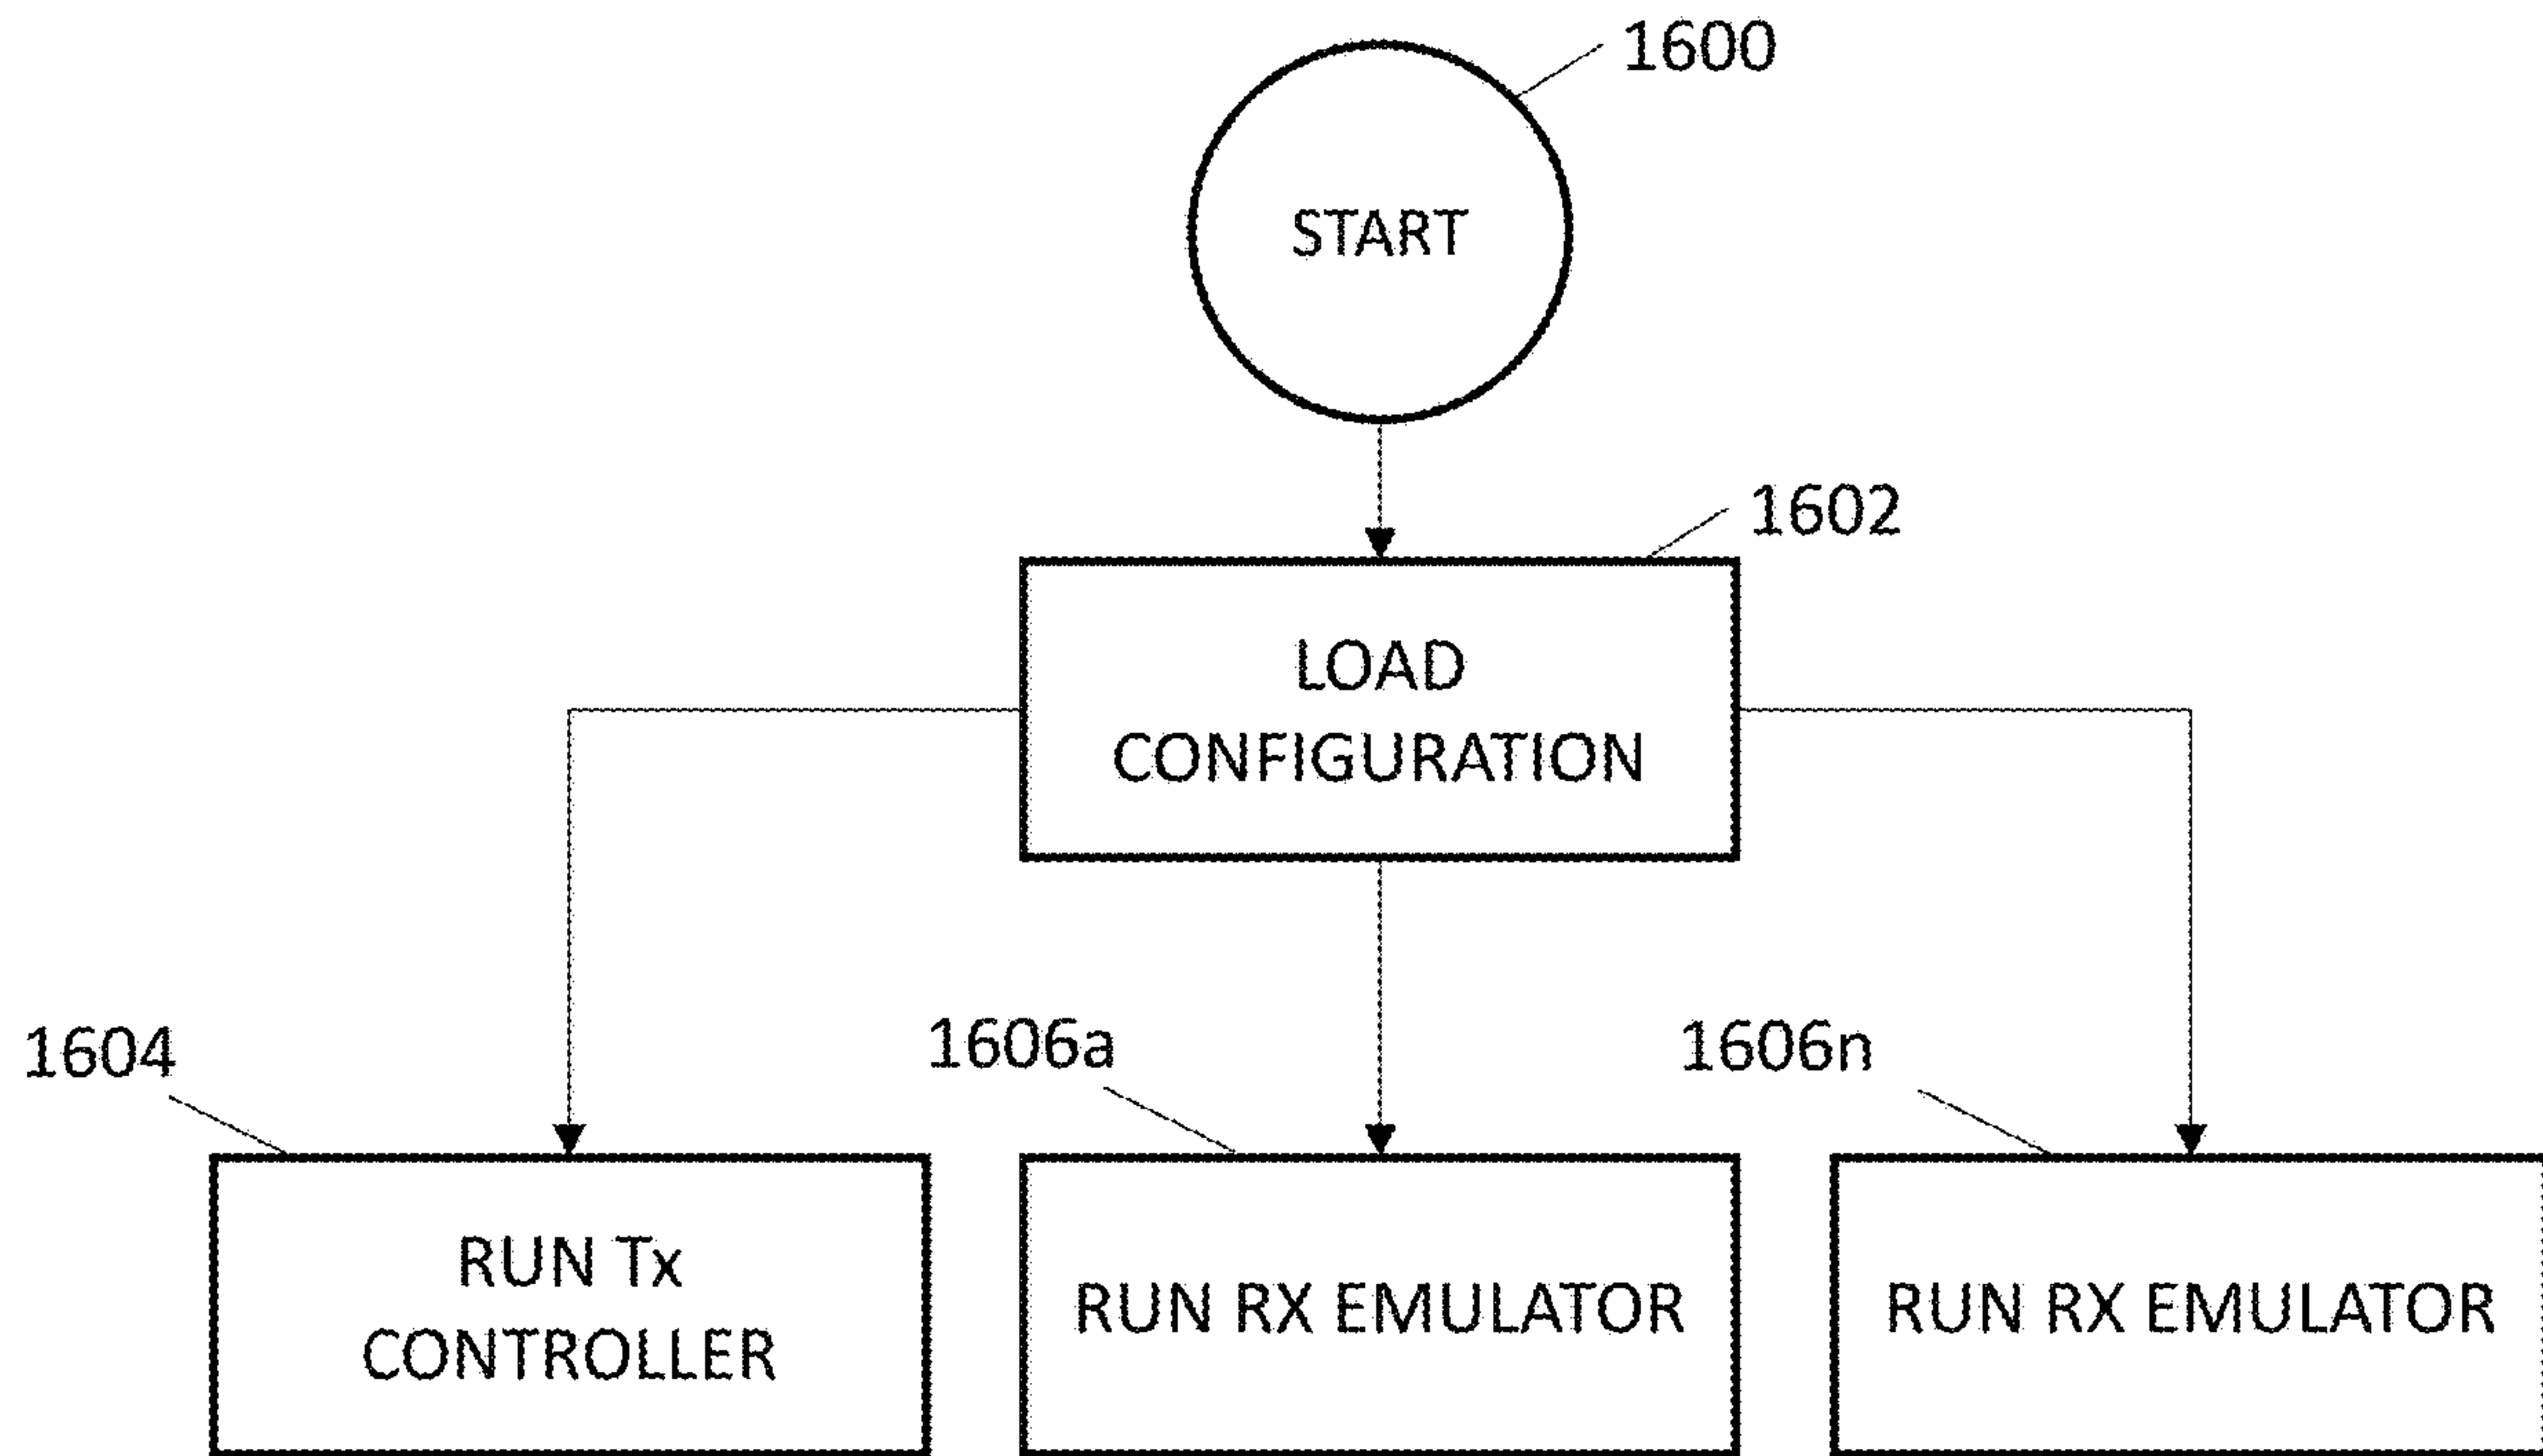 1600
START
1602
LOAD
CONFIGURATION
1604
1606a
1606n
RUN Tx
CONTROLLER
RUN RX EMULATOR
RUN RX EMULATOR